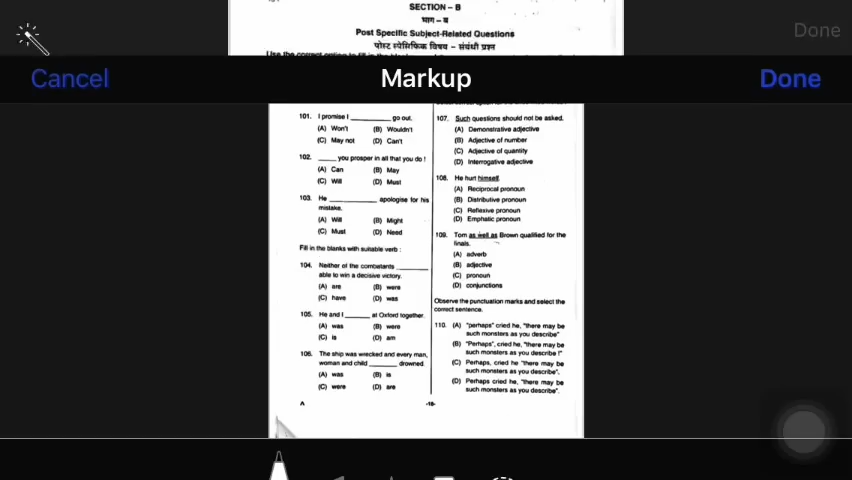 SECTION – B
भाग – ब
Post Specific Subject-Related Questions
पोस्ट स्पेसिफिक विषय – संबंधी प्रश्न
Done
Cancel
Markup
Done
101. I promise I ________ go out.
(A) Won't (B) Wouldn't
(C) May not (D) Can't
102. ____ you prosper in all that you do !
(A) Can (B) May
(C) Will (D) Must
103. He __________ apologise for his
mistake.
(A) Will (B) Might
(C) Must (D) Need
Fill in the blanks with suitable verb :
104. Neither of the combatants _______
able to win a decisive victory.
(A) are (B) were
(C) have (D) was
105. He and I ______ at Oxford together.
(A) was (B) were
(C) is (D) am
106. The ship was wrecked and every man,
woman and child ______ drowned.
(A) was (B) is
(C) were (D) are
A
-16-
107. Such questions should not be asked.
(A) Demonstrative adjective
(B) Adjective of number
(C) Adjective of quantity
(D) Interrogative adjective
108. He hurt himself.
(A) Reciprocal pronoun
(B) Distributive pronoun
(C) Reflexive pronoun
(D) Emphatic pronoun
109. Tom as well as Brown qualified for the
finals.
(A) adverb
(B) adjective
(C) pronoun
(D) conjunctions
Observe the punctuation marks and select the
correct sentence.
110. (A) "perhaps" cried he, "there may be
such monsters as you describe"
(B) "Perhaps", cried he, "there may be
such monsters as you describe !"
(C) Perhaps, cried he "there may be
such monsters as you describe".
(D) Perhaps cried he, "there may be
such monsters as you describe".